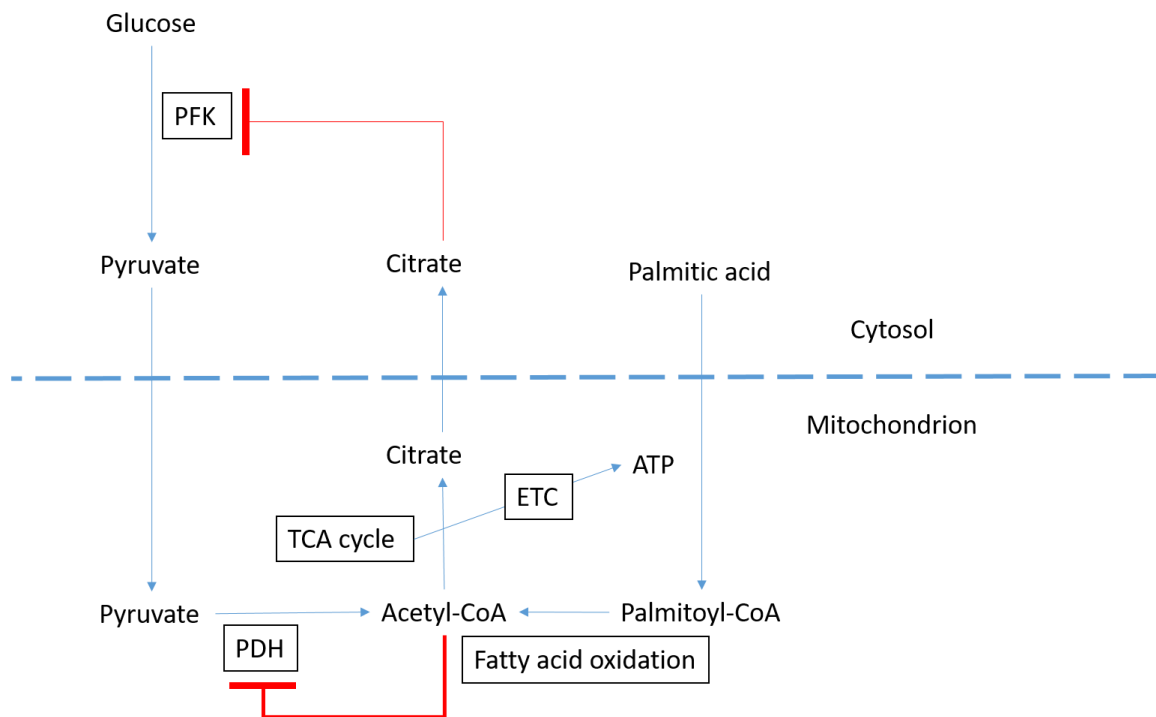 Glucose
PFK
Pyruvate
Citrate
Palmitic acid
Cytosol
Mitochondrion
Citrate
ATP
ETC
TCA cycle
Pyruvate
Acetyl-CoA
Palmitoyl-CoA
PDH
Fatty acid oxidation